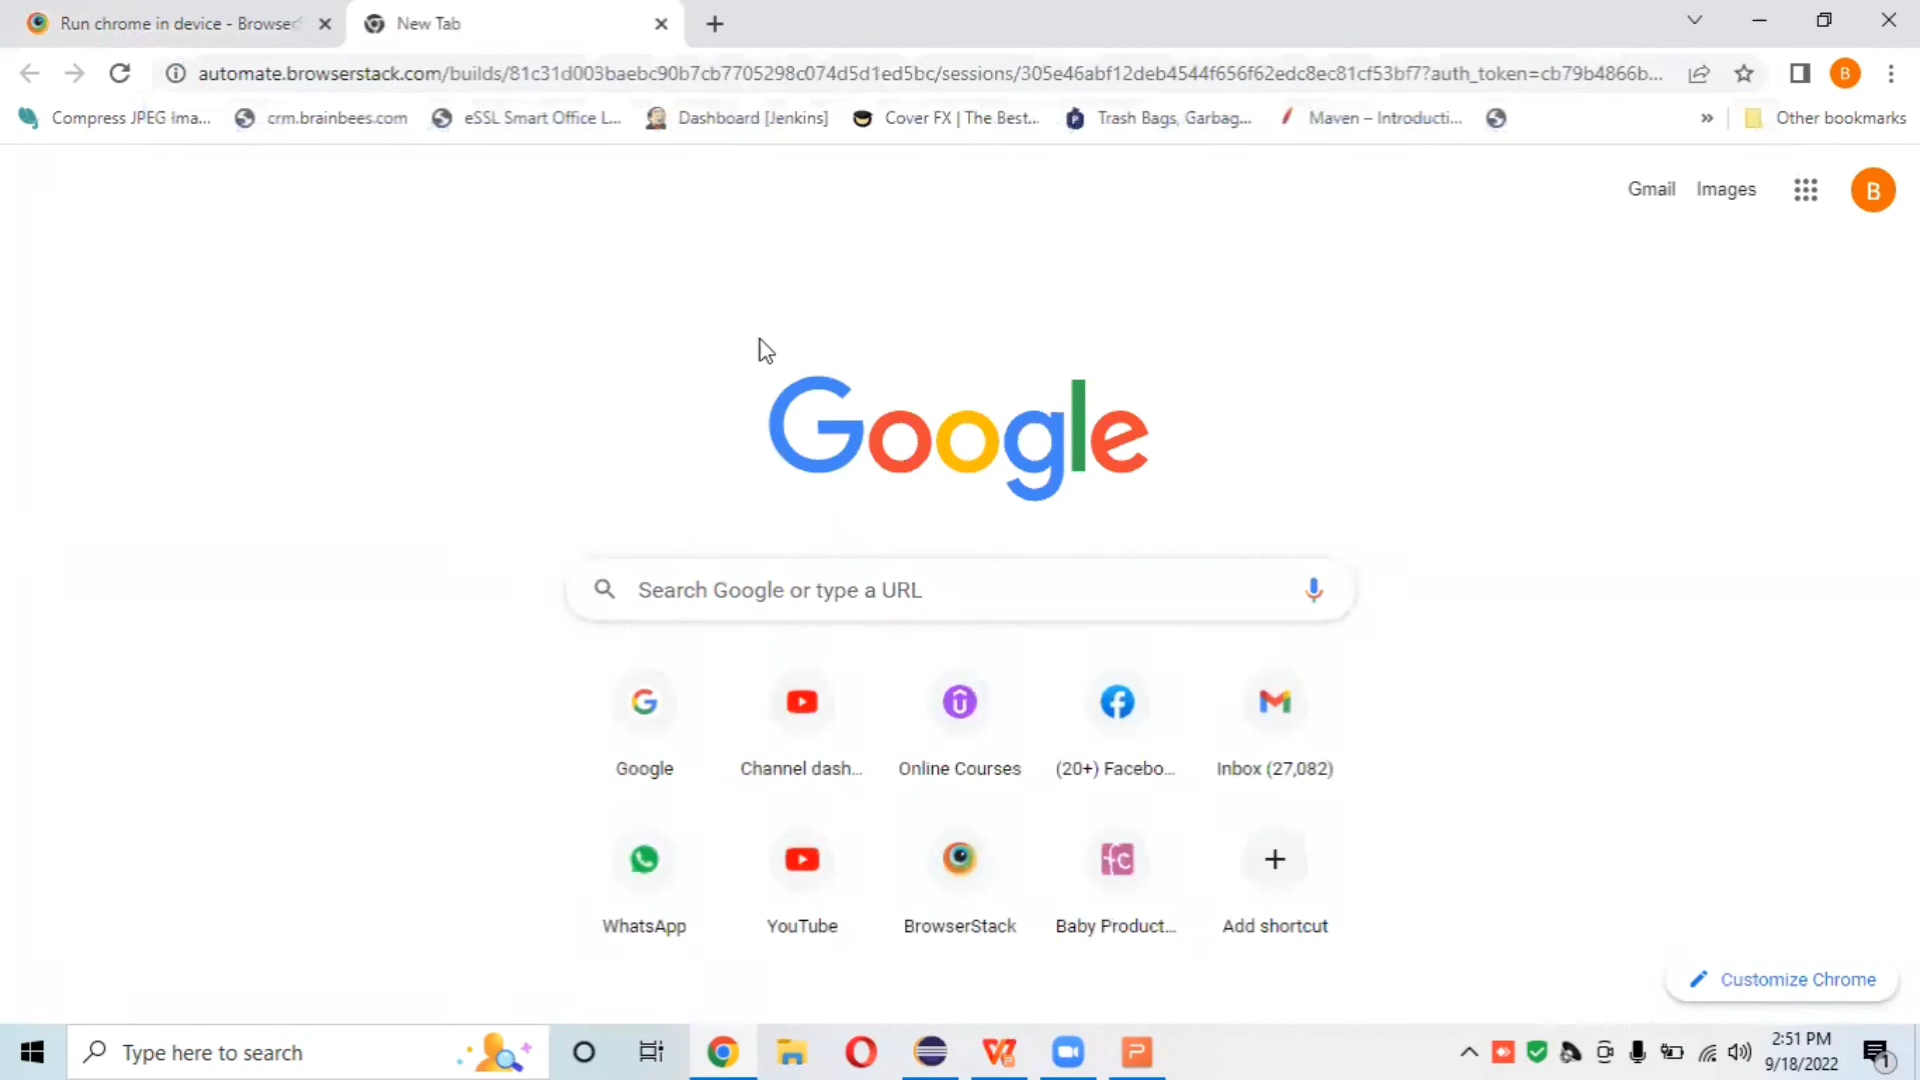 Run chrome in device - Browser
New Tab
automate.browserstack.com/builds/81c31d003baebc90b7cb7705298c074d5d1ed5bc/sessions/305e46abf12deb4544f656f62edc8ec81cf53bf7?auth_token=cb79b4866b...
B
Compress JPEG Ima...
crm.brainbees.com
eSSL Smart Office L...
Dashboard [Jenkins]
Cover FX | The Best...
Trash Bags, Garbag...
Maven – Introducti...
»
Other bookmarks
Gmail
Images
B
Google
Search Google or type a URL
Google
Channel dash...
Online Courses
(20+) Facebo...
Inbox (27,082)
WhatsApp
YouTube
BrowserStack
Baby Product...
Add shortcut
Customize Chrome
Type here to search
2:51 PM
9/18/2022
1